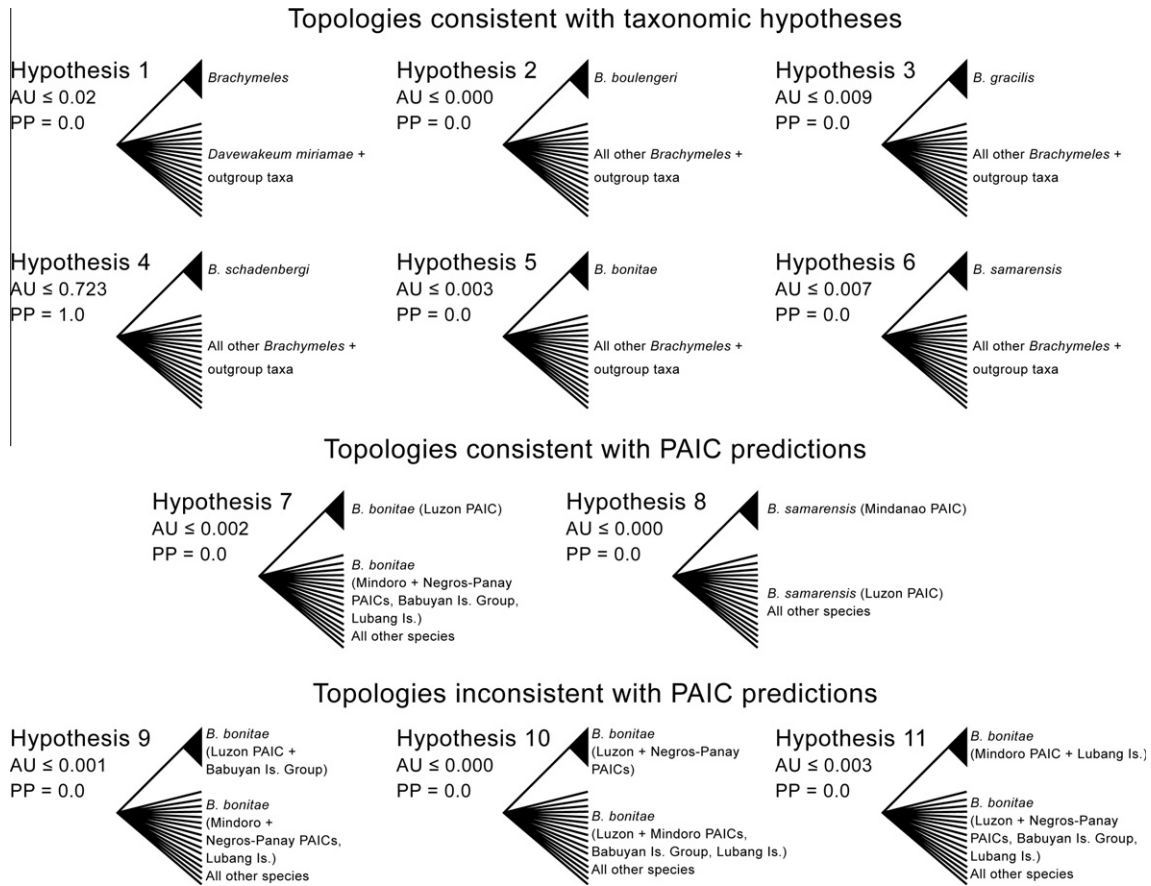 Topologies consistent with taxonomic hypotheses
Hypothesis 1
AU ≤ 0.02
PP = 0.0
Brachymeles
Davewakeum miriamae +
outgroup taxa
Hypothesis 2
AU ≤ 0.000
PP = 0.0
B. boulengeri
All other Brachymeles +
outgroup taxa
Hypothesis 3
AU ≤ 0.009
PP = 0.0
B. gracilis
All other Brachymeles +
outgroup taxa
Hypothesis 4
AU ≤ 0.723
PP = 1.0
B. schadenbergi
All other Brachymeles +
outgroup taxa
Hypothesis 5
AU ≤ 0.003
PP = 0.0
B. bonitae
All other Brachymeles +
outgroup taxa
Hypothesis 6
AU ≤ 0.007
PP = 0.0
B. samarensis
All other Brachymeles +
outgroup taxa
Topologies consistent with PAIC predictions
Hypothesis 7
AU ≤ 0.002
PP = 0.0
B. bonitae (Luzon PAIC)
B. bonitae
(Mindoro + Negros-Panay
PAICs, Babuyan Is. Group,
Lubang Is.)
All other species
Hypothesis 8
AU ≤ 0.000
PP = 0.0
B. samarensis (Mindanao PAIC)
B. samarensis (Luzon PAIC)
All other species
Topologies inconsistent with PAIC predictions
Hypothesis 9
AU ≤ 0.001
PP = 0.0
B. bonitae
(Luzon PAIC +
Babuyan Is. Group)
B. bonitae
(Mindoro +
Negros-Panay PAICs,
Lubang Is.)
All other species
Hypothesis 10
AU ≤ 0.000
PP = 0.0
B. bonitae
(Luzon + Negros-Panay
PAICs)
B. bonitae
(Luzon + Mindoro PAICs,
Babuyan Is. Group, Lubang Is.)
All other species
Hypothesis 11
AU ≤ 0.003
PP = 0.0
B. bonitae
(Mindoro PAIC + Lubang Is.)
B. bonitae
(Luzon + Negros-Panay
PAICs, Babuyan Is. Group,
Lubang Is.)
All other species